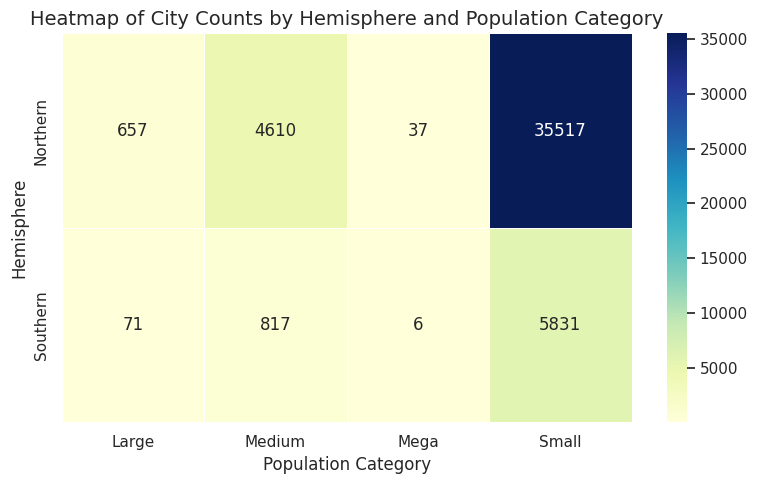 Heatmap of City Counts by Hemisphere and Population Category
Hemisphere
Northern
657 4610 37 35517
Southern
71 817 6 5831
Large Medium Mega Small
Population Category
35000
30000
25000
20000
15000
10000
5000